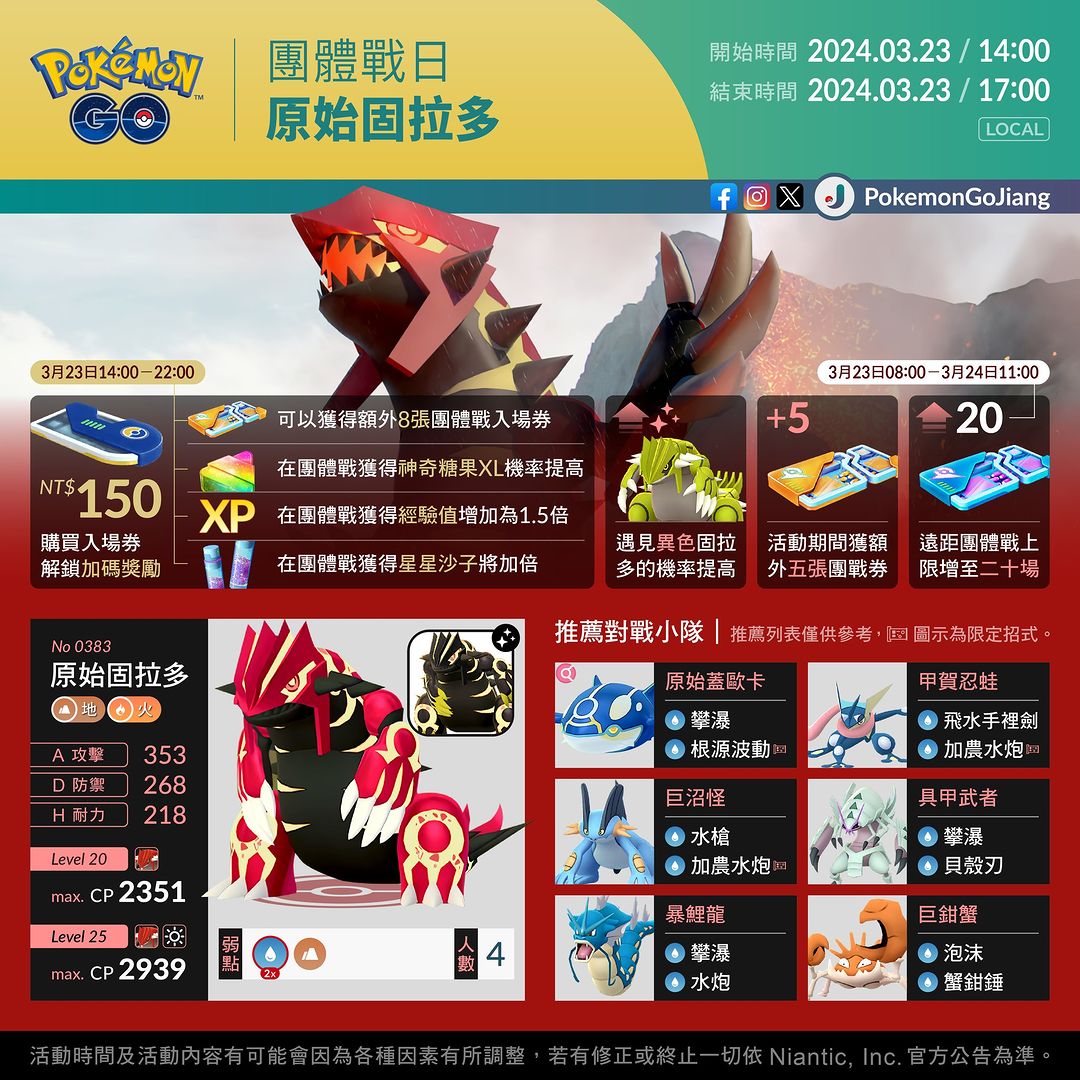 POKÉMON GO
TM
團體戰日
原始固拉多
開始時間 2024.03.23 / 14:00
結束時間 2024.03.23 / 17:00
LOCAL
PokemonGoJiang
3月23日14:00－22:00
3月23日08:00－3月24日11:00
NT$150
購買入場券
解鎖加碼獎勵
可以獲得額外8張團體戰入場券
在團體戰獲得神奇糖果XL機率提高
XP
在團體戰獲得經驗值增加為1.5倍
在團體戰獲得星星沙子將加倍
遇見異色固拉
多的機率提高
+5
活動期間獲額
外五張團戰券
20
遠距團體戰上
限增至二十場
No 0383
原始固拉多
地 火
A 攻擊 353
D 防禦 268
H 耐力 218
Level 20
max. CP 2351
Level 25
max. CP 2939
弱點
2x
人數 4
推薦對戰小隊 | 推薦列表僅供參考，圖示為限定招式。
原始蓋歐卡
攀瀑
根源波動
甲賀忍蛙
飛水手裡劍
加農水炮
巨沼怪
水槍
加農水炮
具甲武者
攀瀑
貝殼刃
暴鯉龍
攀瀑
水炮
巨鉗蟹
泡沫
蟹鉗錘
活動時間及活動內容有可能會因為各種因素有所調整，若有修正或終止一切依 Niantic, Inc. 官方公告為準。